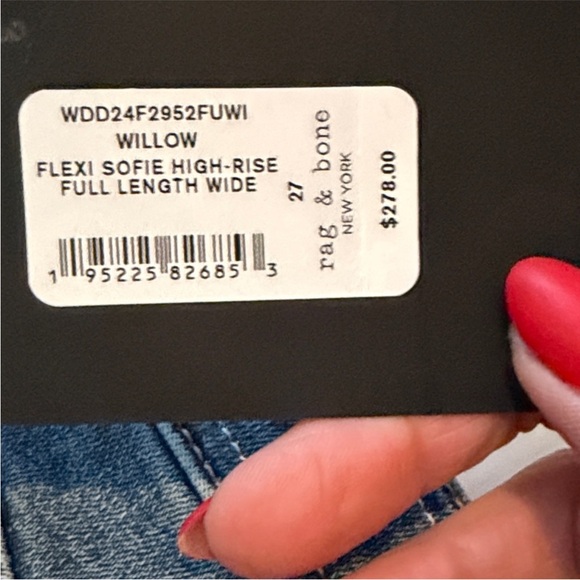 WDD24F2952FUWI
WILLOW
FLEXI SOFIE HIGH-RISE
FULL LENGTH WIDE
1 95225 82685 3
27
rag & bone
NEW YORK
$278.00